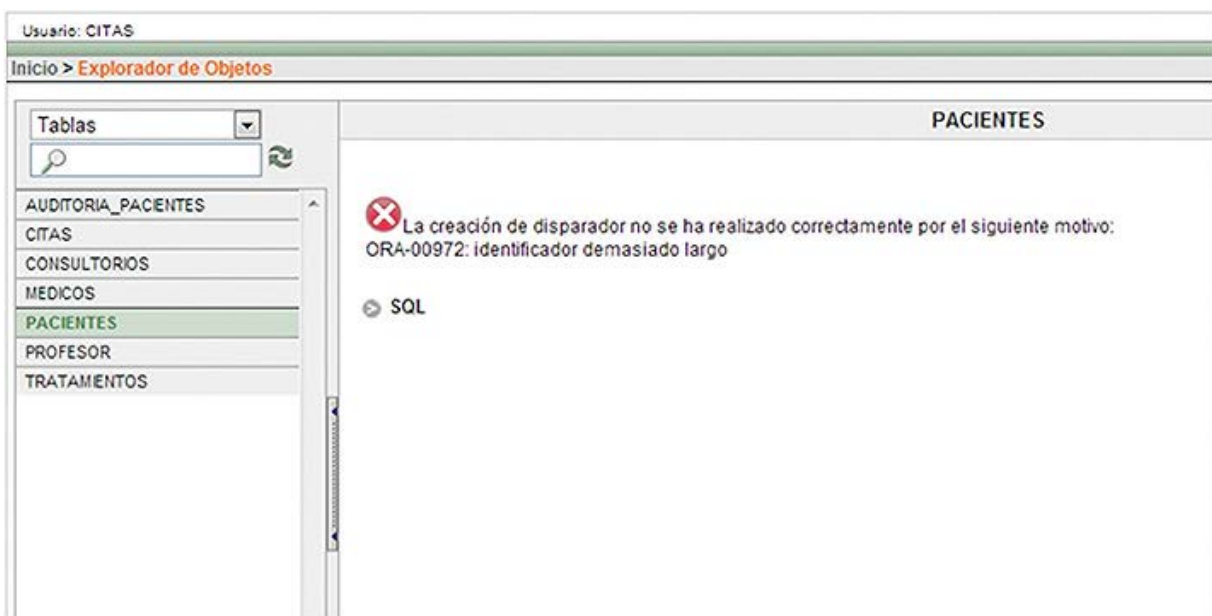 Usuario: CITAS
Inicio > Explorador de Objetos
Tablas
PACIENTES
AUDITORIA_PACIENTES
CITAS
CONSULTORIOS
MEDICOS
PACIENTES
PROFESOR
TRATAMIENTOS
La creación de disparador no se ha realizado correctamente por el siguiente motivo:
ORA-00972: identificador demasiado largo
SQL